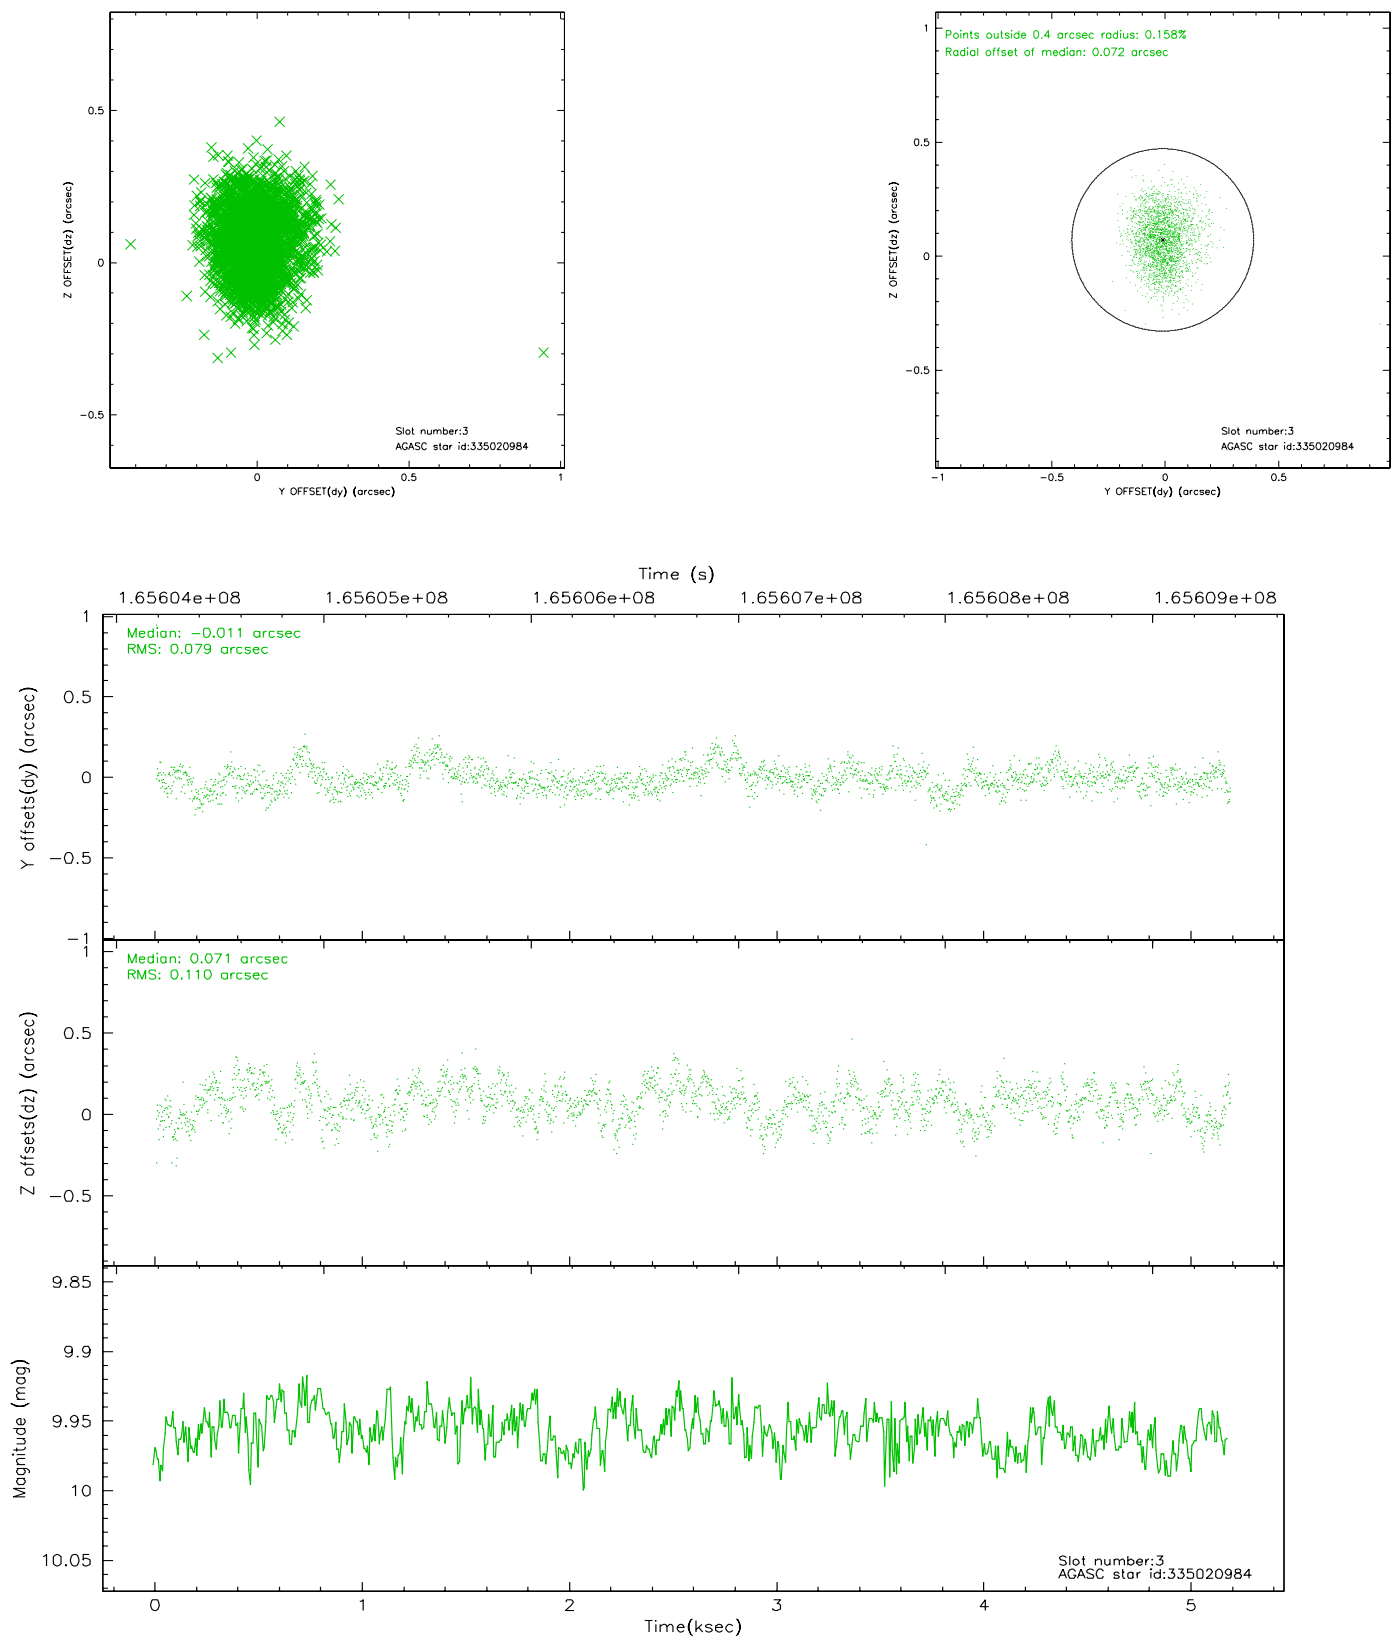 0.5
0
-0.5
Z OFFSET(dz) (arcsec)
Slot number:3
AGASC star id:335020984
0
0.5
1
Y OFFSET(dy) (arcsec)
Points outside 0.4 arcsec radius: 0.158%
Radial offset of median: 0.072 arcsec
1
0.5
0
-0.5
Z OFFSET(dz) (arcsec)
Slot number:3
AGASC star id:335020984
-1
-0.5
0
0.5
Y OFFSET(dy) (arcsec)
Time (s)
1.65604e+08
1.65605e+08
1.65606e+08
1.65607e+08
1.65608e+08
1.65609e+08
Median: -0.011 arcsec
RMS: 0.079 arcsec
1
0.5
0
-0.5
-1
Y offsets(dy) (arcsec)
Median: 0.071 arcsec
RMS: 0.110 arcsec
1
0.5
0
-0.5
Z offsets(dz) (arcsec)
9.85
9.9
9.95
10
10.05
Magnitude (mag)
Slot number:3
AGASC star id:335020984
0
1
2
3
4
5
Time(ksec)